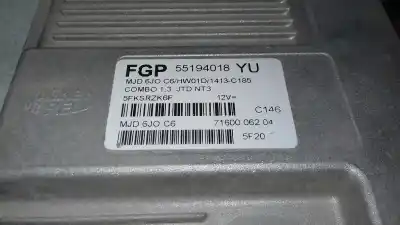 FGP 55194018 YU
MJD 6JO C6/HW01D/1413-C185
COMBO 1.3 JTD NT3
5FKSRZK6F 12V=
C146
MJD 6JO C6 71600 062 04
5F20